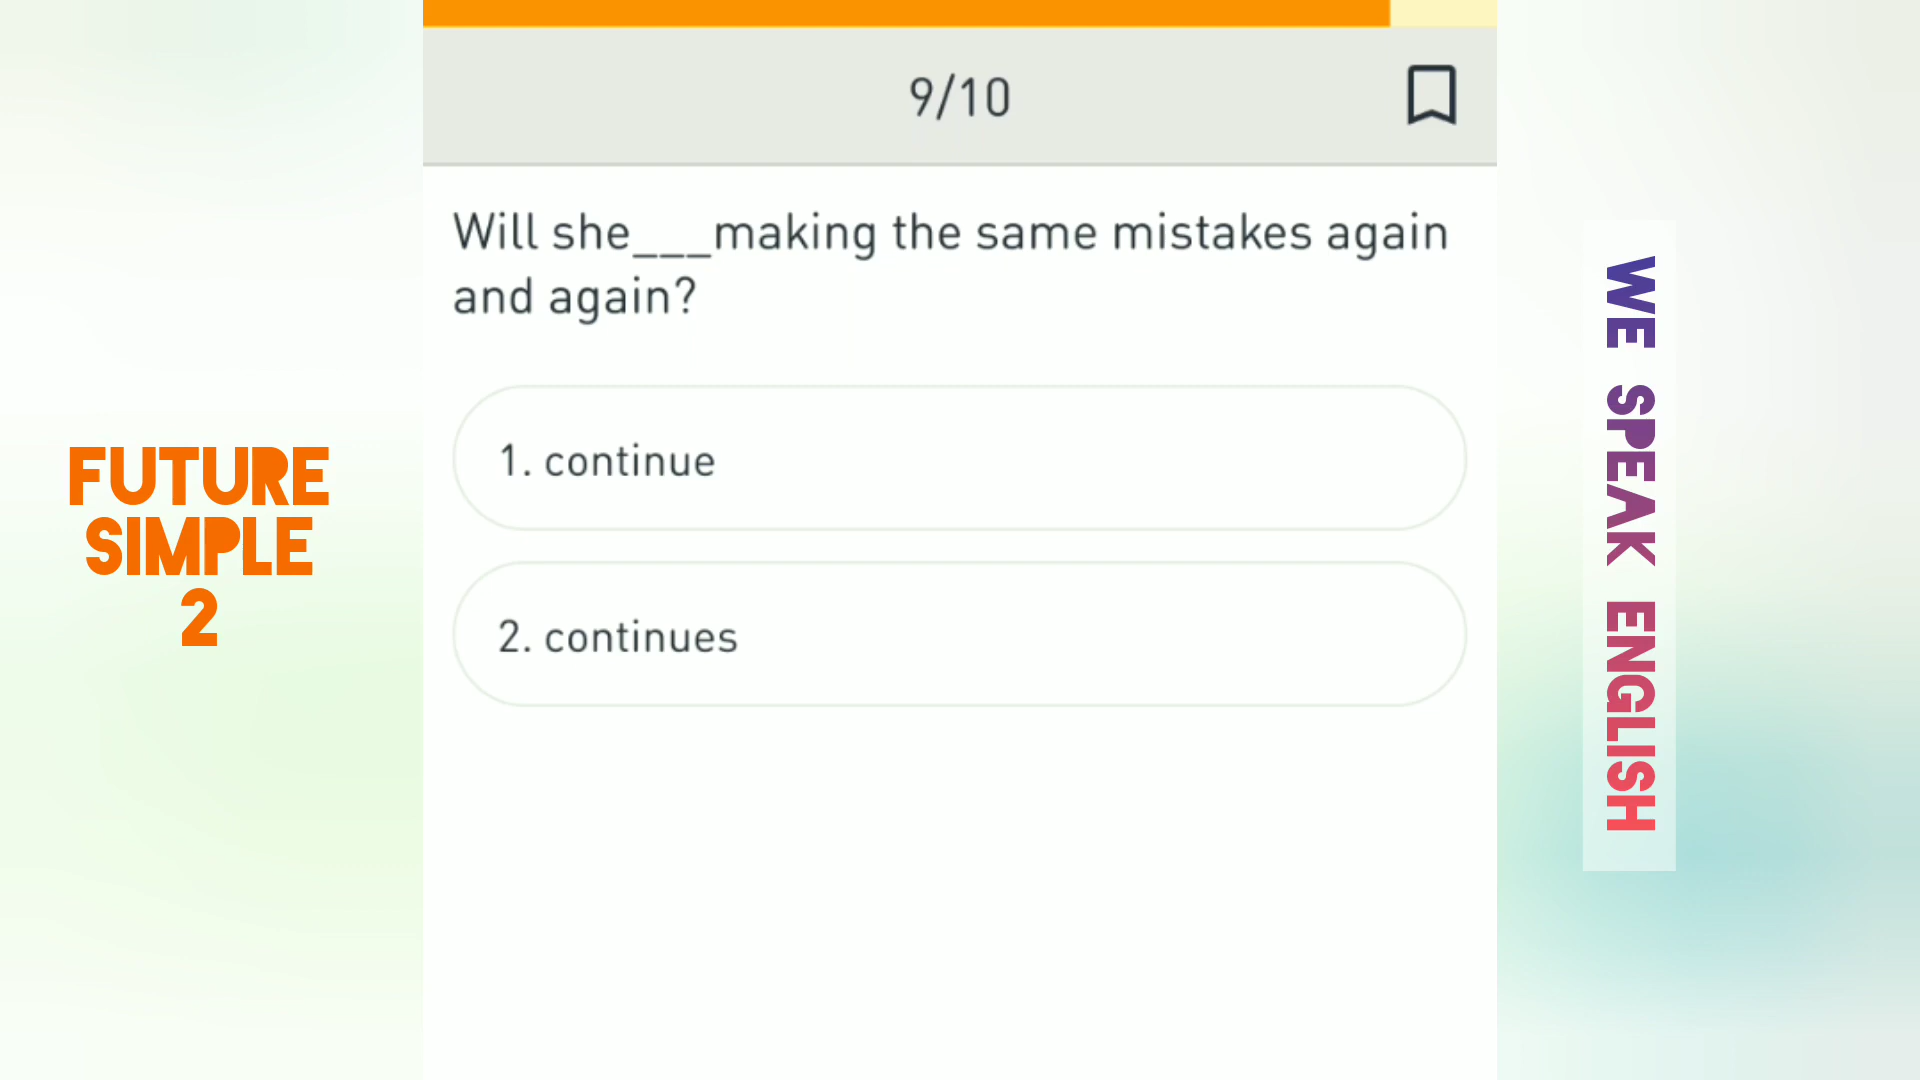 9/10
Will she___making the same mistakes again
and again?
1. continue
2. continues
FUTURE
SIMPLE
2
WE SPEAK ENGLISH